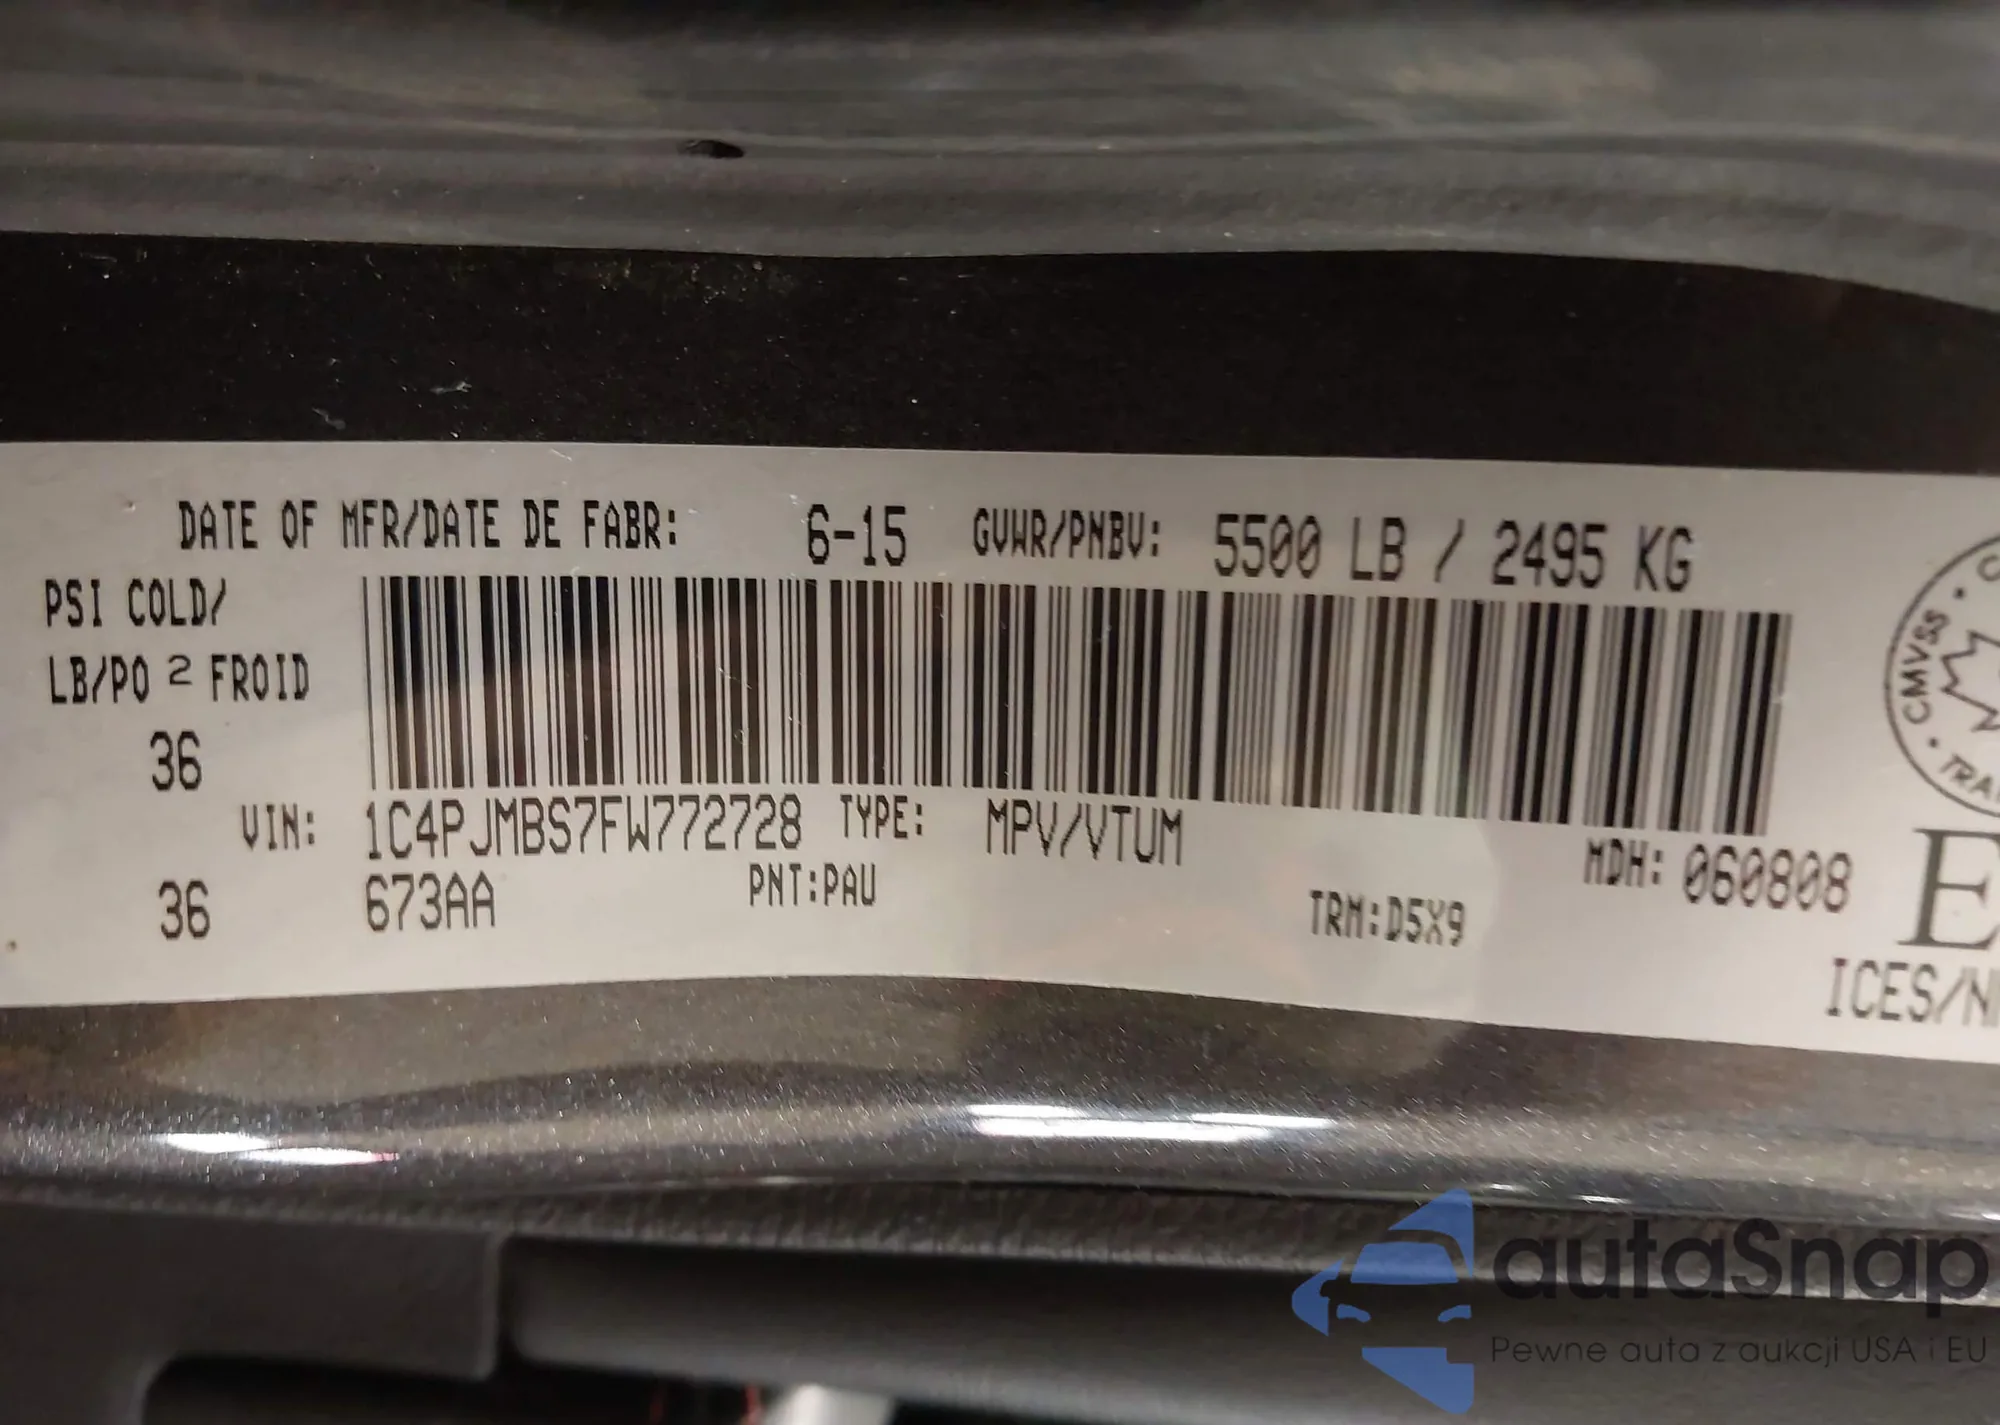 DATE OF MFR/DATE DE FABR: 6-15 GVWR/PNBV: 5500 LB / 2495 KG
PSI COLD/
LB/PO 2 FROID
36
VIN: 1C4PJMBS7FW772728 TYPE: MPV/VTUM
MDH: 060808
36 673AA PNT:PAU TRM:D5X9
CMVSS
E
ICES/
autaSnap
Pewne auta z aukcji USA i EU